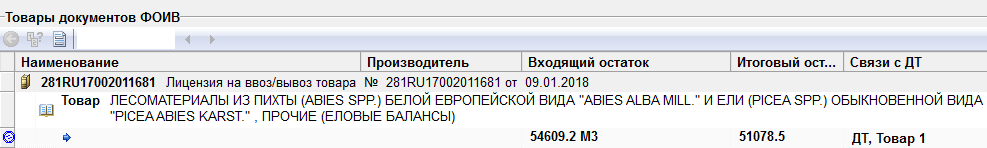 Товары документов ФОИВ
Наименование Производитель Входящий остаток Итоговый ост... Связи с ДТ
281RU17002011681 Лицензия на ввоз/вывоз товара № 281RU17002011681 от 09.01.2018
Товар ЛЕСОМАТЕРИАЛЫ ИЗ ПИХТЫ (ABIES SPP.) БЕЛОЙ ЕВРОПЕЙСКОЙ ВИДА "ABIES ALBA MILL." И ЕЛИ (PICEA SPP.) ОБЫКНОВЕННОЙ ВИДА
"PICEA ABIES KARST." , ПРОЧИЕ (ЕЛОВЫЕ БАЛАНСЫ)
54609.2 М3 51078.5 ДТ, Товар 1